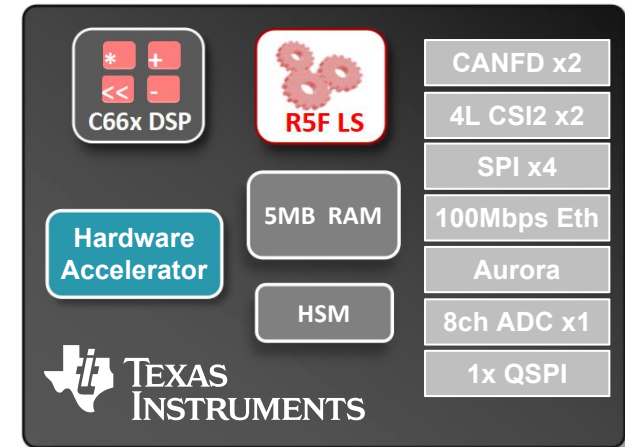 * +
<< -
C66x DSP
R5F LS
5MB RAM
Hardware
Accelerator
HSM
CANFD x2
4L CSI2 x2
SPI x4
100Mbps Eth
Aurora
8ch ADC x1
1x QSPI
TEXAS
INSTRUMENTS